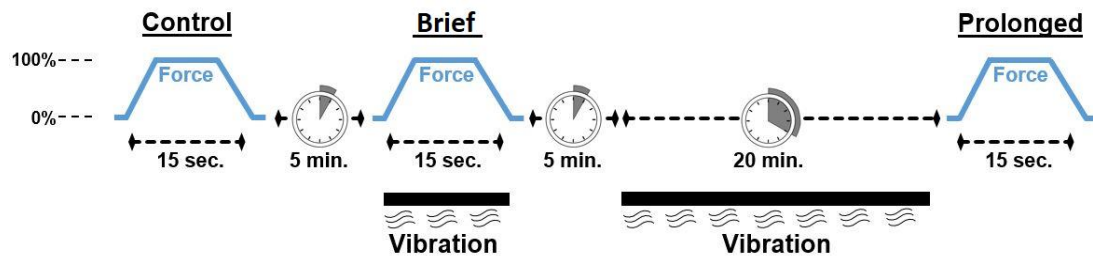 Control Brief Prolonged
100%
Force Force Force
0%
15 sec. 5 min. 15 sec. 5 min. 20 min. 15 sec.
Vibration Vibration